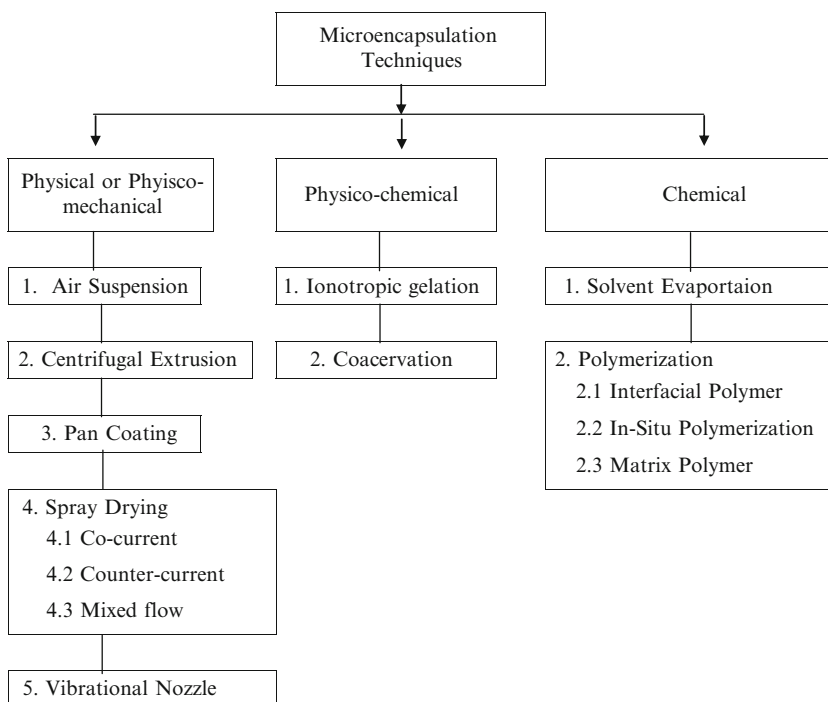 Microencapsulation
Techniques
Physical or Phyisco-
mechanical
1. Air Suspension
2. Centrifugal Extrusion
3. Pan Coating
4. Spray Drying
4.1 Co-current
4.2 Counter-current
4.3 Mixed flow
5. Vibrational Nozzle
Physico-chemical
1. Ionotropic gelation
2. Coacervation
Chemical
1. Solvent Evaportaion
2. Polymerization
2.1 Interfacial Polymer
2.2 In-Situ Polymerization
2.3 Matrix Polymer